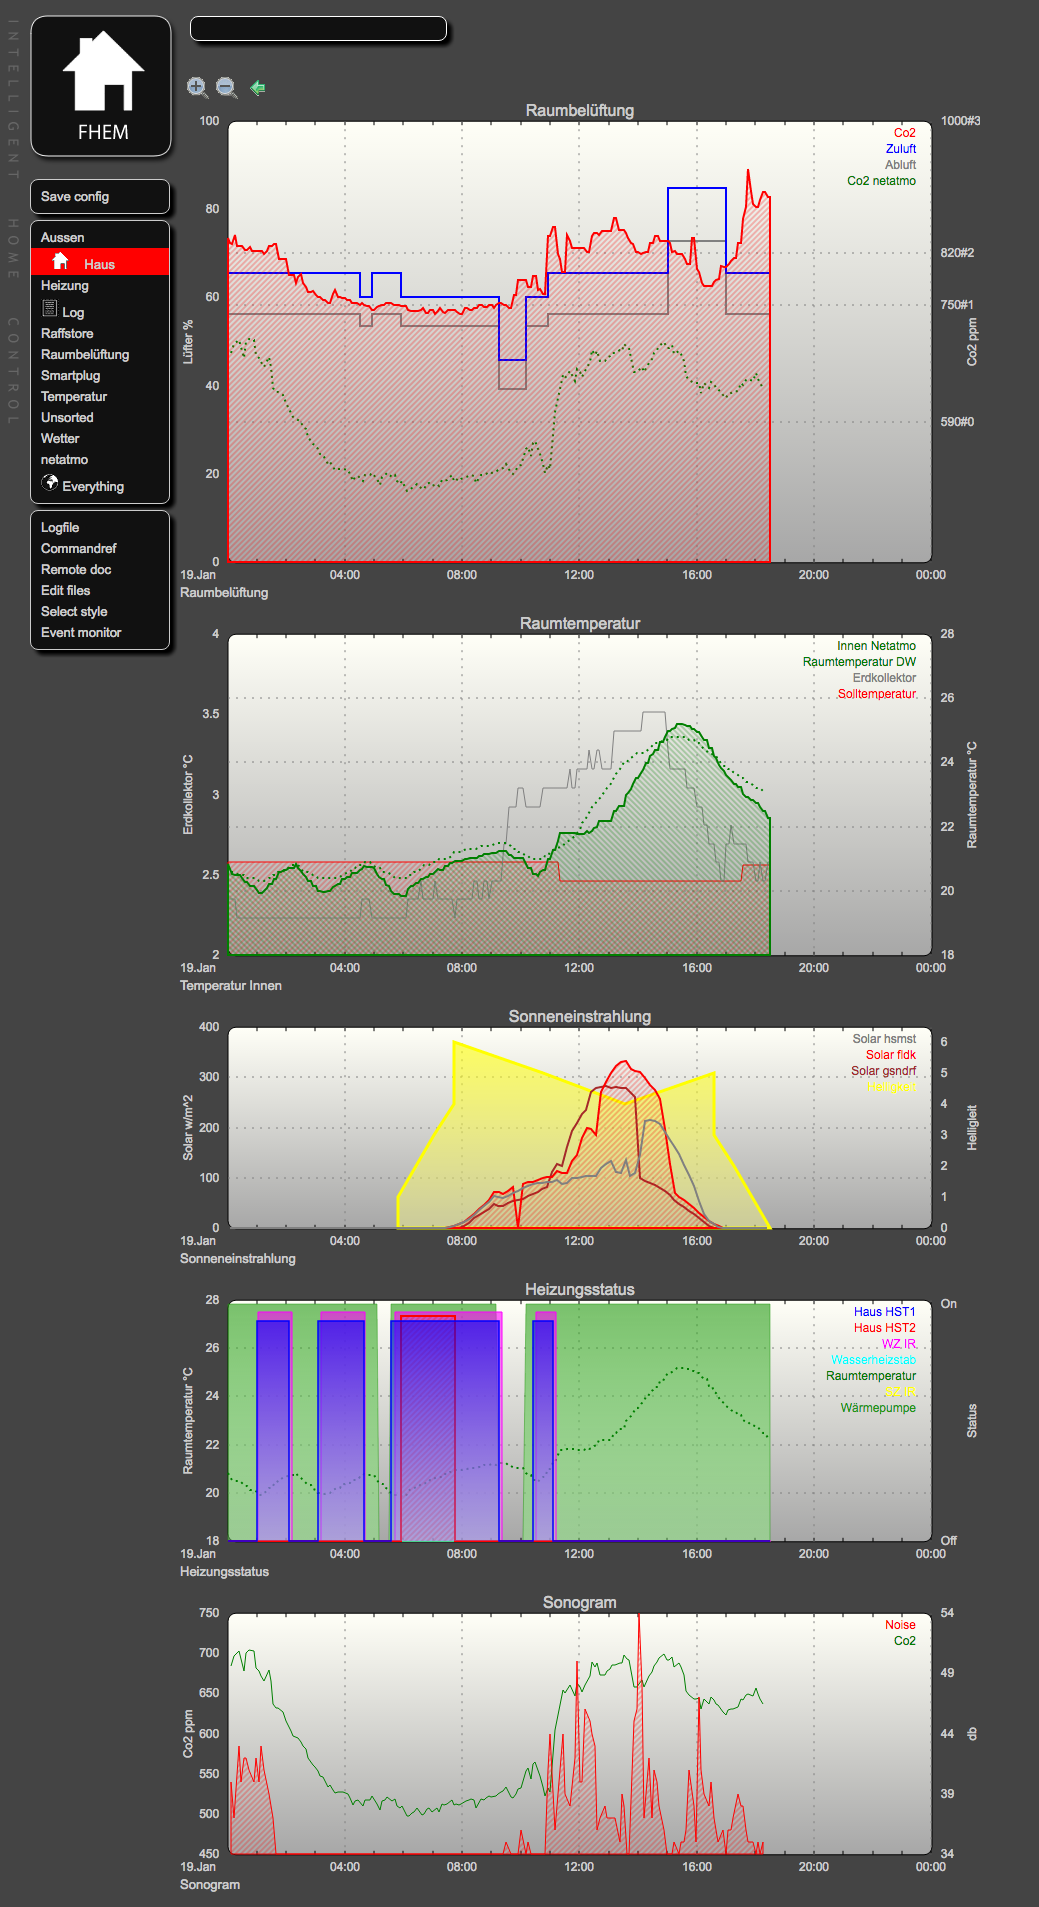 INTELLIGENT HOME CONTROL
FHEM
Save config
Aussen
Haus
Heizung
Log
Raffstore
Raumbelüftung
Smartplug
Temperatur
Unsorted
Wetter
netatmo
Everything
Logfile
Commandref
Remote doc
Edit files
Select style
Event monitor
Raumbelüftung
100
80
60
40
20
0
Lüfter %
Co2
Zuluft
Abluft
Co2 netatmo
1000#3
820#2
750#1
590#0
Co2 ppm
19.Jan 04:00 08:00 12:00 16:00 20:00 00:00
Raumbelüftung
Raumtemperatur
4
3.5
3
2.5
2
Erdkollektor °C
Innen Netatmo
Raumtemperatur DW
Erdkollektor
Solltemperatur
28
26
24
22
20
18
Raumtemperatur °C
19.Jan 04:00 08:00 12:00 16:00 20:00 00:00
Temperatur Innen
Sonneneinstrahlung
400
300
200
100
0
Solar w/m^2
Solar hsmst
Solar fldk
Solar gsndrf
Helligkeit
6
5
4
3
2
1
0
Helligleit
19.Jan 04:00 08:00 12:00 16:00 20:00 00:00
Sonneneinstrahlung
Heizungsstatus
28
26
24
22
20
18
Raumtemperatur °C
Haus HST1
Haus HST2
WZ IR
Wasserheizstab
Raumtemperatur
Wärmepumpe
On
Off
Status
19.Jan 04:00 08:00 12:00 16:00 20:00 00:00
Heizungsstatus
Sonogram
750
700
650
600
550
500
450
Co2 ppm
Noise
Co2
54
49
44
39
34
db
19.Jan 04:00 08:00 12:00 16:00 20:00 00:00
Sonogram